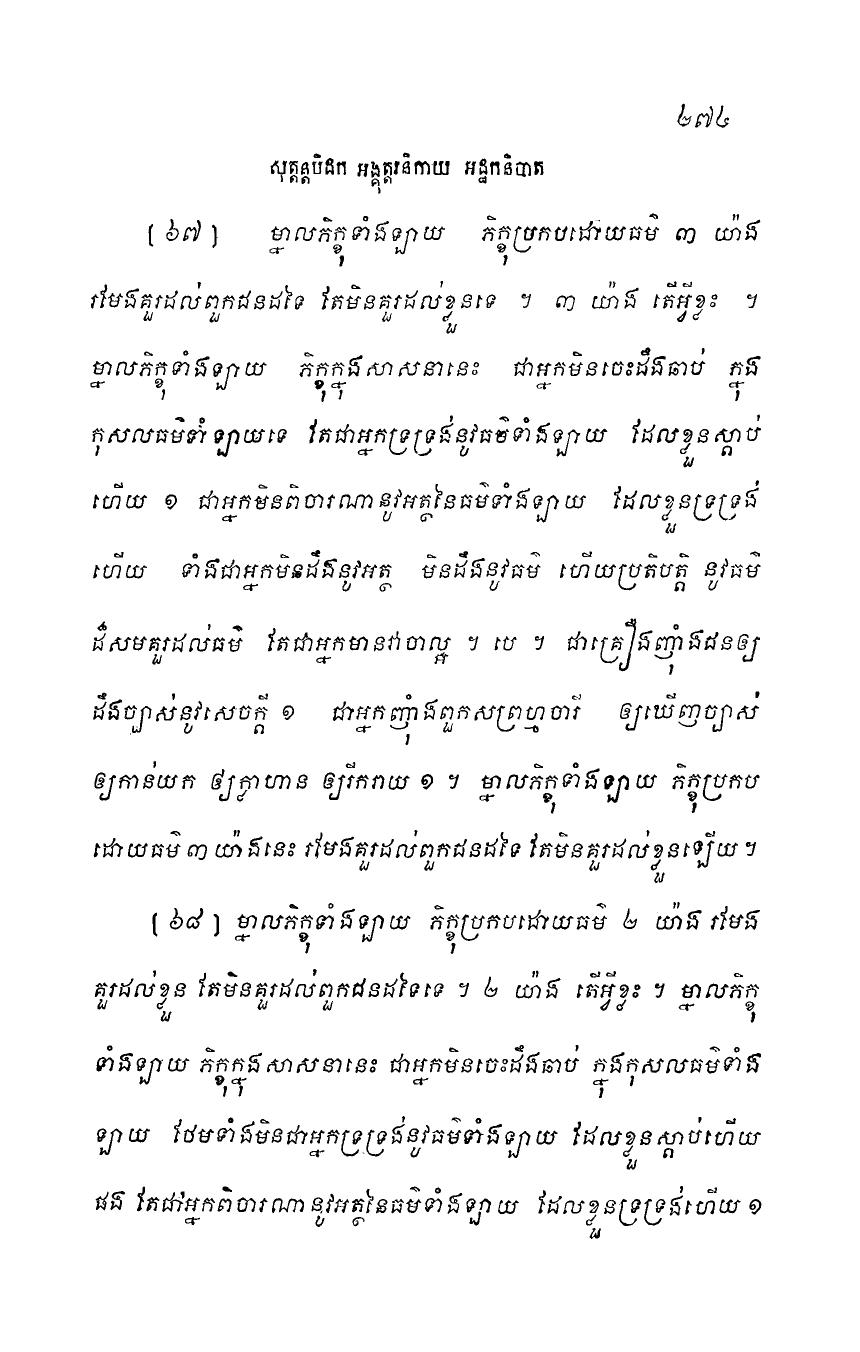 ២៧៤
សុត្តន្តបិដក អង្គុត្តរនិកាយ អដ្ឋកនិបាត
[៦៧] ម្នាលភិក្ខុទាំងឡាយ ភិក្ខុប្រកបដោយធម៌ ៣ យ៉ាង
រមែងគួរដល់ពួកជនដទៃ តែមិនគួរដល់ខ្លួនទេ ។ ៣ យ៉ាង តើអ្វីខ្លះ ។
ម្នាលភិក្ខុទាំងឡាយ ភិក្ខុក្នុងសាសនានេះ ជាអ្នកមិនចេះដឹងឆាប់ ក្នុង
កុសលធម៌ទាំឡាយទេ តែជាអ្នកទ្រទ្រង់នូវធម៌ទាំងឡាយ ដែលខ្លួនស្តាប់
ហើយ ១ ជាអ្នកមិនពិចារណានូវអត្ថនៃធម៌ទាំងឡាយ ដែលខ្លួនទ្រទ្រង់
ហើយ ទាំងជាអ្នកមិនដឹងនូវអត្ថ មិនដឹងនូវធម៌ ហើយប្រតិបត្តិ នូវធម៌
ដ៏សមគួរដល់ធម៌ តែជាអ្នកមានវាចាល្អ ។ បេ ។ ជាគ្រឿងញ៉ាំងជនឲ្យ
ដឹងច្បាស់នូវសេចក្តី ១ ជាអ្នកញ៉ាំងពួកសព្រហ្មចារី ឲ្យឃើញច្បាស់
ឲ្យកាន់យក ឲ្យក្លាហាន ឲ្យរីករាយ ១ ។ ម្នាលភិក្ខុទាំងឡាយ ភិក្ខុប្រកប
ដោយធម៌ ៣ យ៉ាងនេះ រមែងគួរដល់ពួកជនដទៃ តែមិនគួរដល់ខ្លួនឡើយ ។
[៦៨] ម្នាលភិក្ខុទាំងឡាយ ភិក្ខុប្រកបដោយធម៌ ២ យ៉ាង រមែង
គួរដល់ខ្លួន តែមិនគួរដល់ពួកជនដទៃទេ ។ ២ យ៉ាង តើអ្វីខ្លះ ។ ម្នាលភិក្ខុ
ទាំងឡាយ ភិក្ខុក្នុងសាសនានេះ ជាអ្នកមិនចេះដឹងឆាប់ ក្នុងកុសលធម៌ទាំង
ឡាយ ថែមទាំងមិនជាអ្នកទ្រទ្រង់នូវធម៌ទាំងឡាយ ដែលខ្លួនស្តាប់ហើយ
ផង តែជាអ្នកពិចារណានូវអត្ថនៃធម៌ទាំងឡាយ ដែលខ្លួនទ្រទ្រង់ហើយ ១